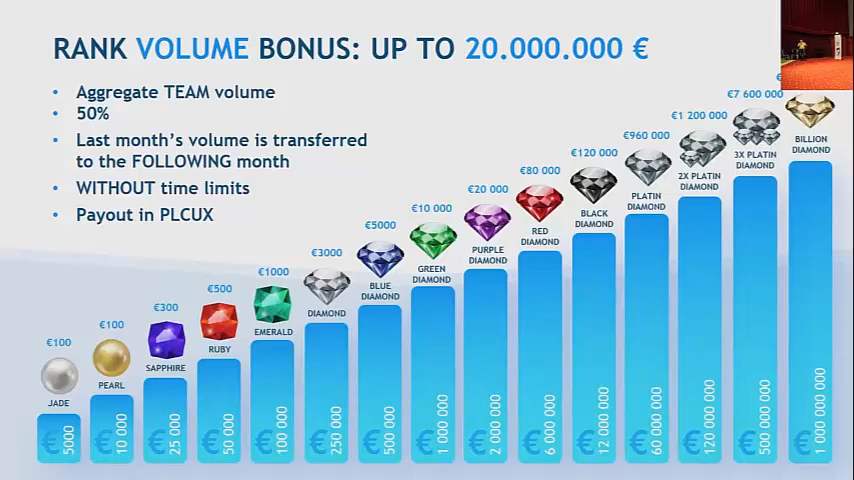 RANK VOLUME BONUS: UP TO 20.000.000 €
• Aggregate TEAM volume
• 50%
• Last month's volume is transferred
to the FOLLOWING month
• WITHOUT time limits
• Payout in PLCUX
€100
JADE
€ 5000
€100
PEARL
€ 10 000
€300
SAPPHIRE
€ 25 000
€500
RUBY
€ 50 000
€1000
EMERALD
€ 100 000
€3000
DIAMOND
€ 250 000
€5000
BLUE
DIAMOND
€ 500 000
€10 000
GREEN
DIAMOND
€ 1 000 000
€20 000
PURPLE
DIAMOND
€ 2 000 000
€80 000
RED
DIAMOND
€ 6 000 000
€120 000
BLACK
DIAMOND
€ 12 000 000
€960 000
PLATIN
DIAMOND
€ 60 000 000
€1 200 000
2X PLATIN
DIAMOND
€ 120 000 000
€7 600 000
3X PLATIN
DIAMOND
€ 500 000 000
€
BILLION
DIAMOND
€ 1 000 000 000